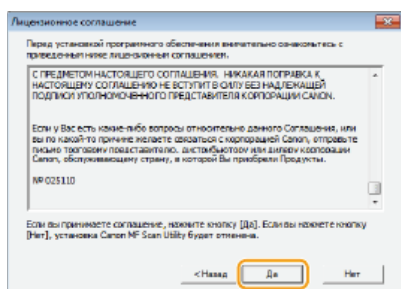 Лицензионное соглашение
Перед установкой программного обеспечения внимательно ознакомьтесь с
приведенным ниже лицензионным соглашением.
С ПРЕДМЕТОМ НАСТОЯЩЕГО СОГЛАШЕНИЯ. НИКАКАЯ ПОПРАВКА К
НАСТОЯЩЕМУ СОГЛАШЕНИЮ НЕ ВСТУПИТ В СИЛУ БЕЗ НАДЛЕЖАЩЕЙ
ПОДПИСИ УПОЛНОМОЧЕННОГО ПРЕДСТАВИТЕЛЯ КОРПОРАЦИИ CANON.
Если у Вас есть какие-либо вопросы относительно данного Соглашения, или
вы по какой-то причине желаете связаться с корпорацией Canon, отправьте
письмо торговому представителю, дистрибьютору или дилеру корпорации
Canon, обслуживающему страну, в которой Вы приобрели Продукты.
№ 025110
Если вы принимаете соглашение, нажмите кнопку [Да]. Если вы нажмете кнопку
[Нет], установка Canon MF Scan Utility будет отменена.
< Назад
Да
Нет